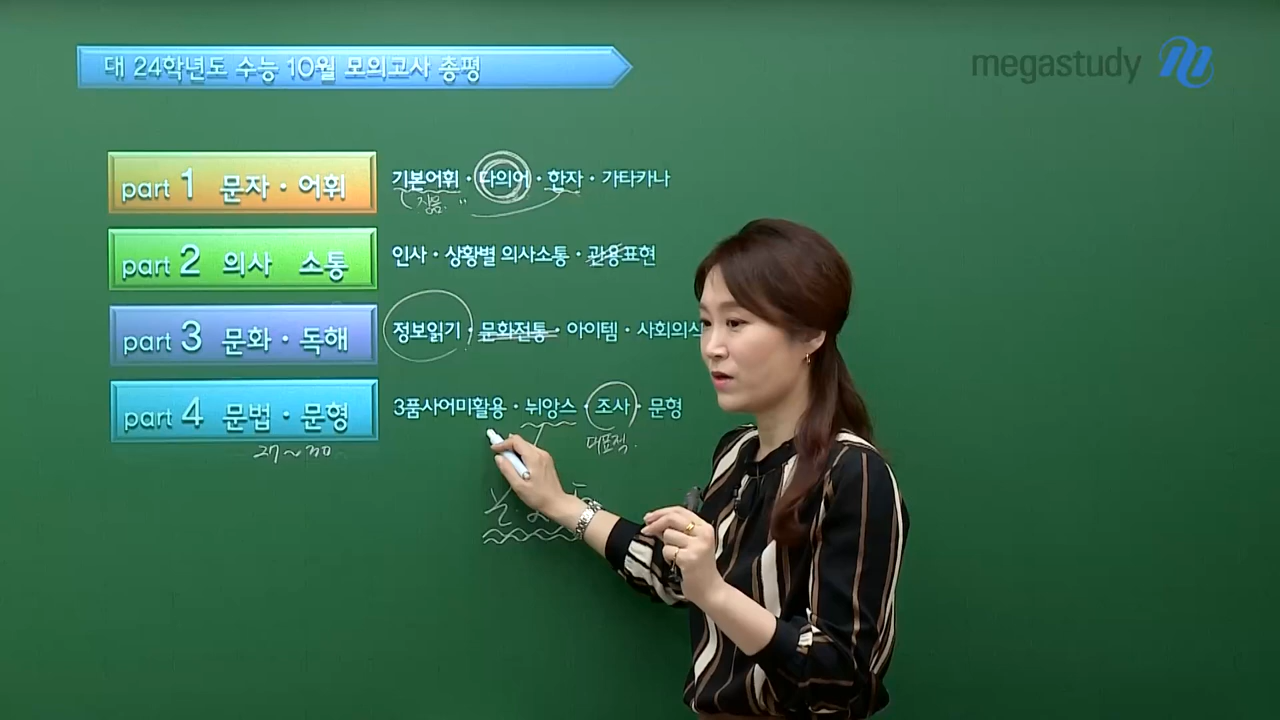 대 24학년도 수능 10월 모의고사 총평
megastudy
part 1 문자 · 어휘
기본어휘 · 다의어 · 한자 · 가타카나
part 2 의사 소통
인사 · 상황별 의사소통 · 관용표현
part 3 문화 · 독해
정보읽기 · 문화전통 · 아이템 · 사회의식
part 4 문법 · 문형
3품사어미활용 · 뉘앙스 · 조사 · 문형
27~30